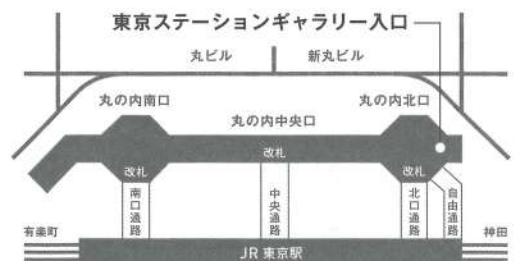 東京ステーションギャラリー入口
丸ビル
新丸ビル
丸の内南口
丸の内中央口
丸の内北口
改札
改札
改札
南口通路
中央通路
北口通路
自由通路
有楽町
神田
JR 東京駅